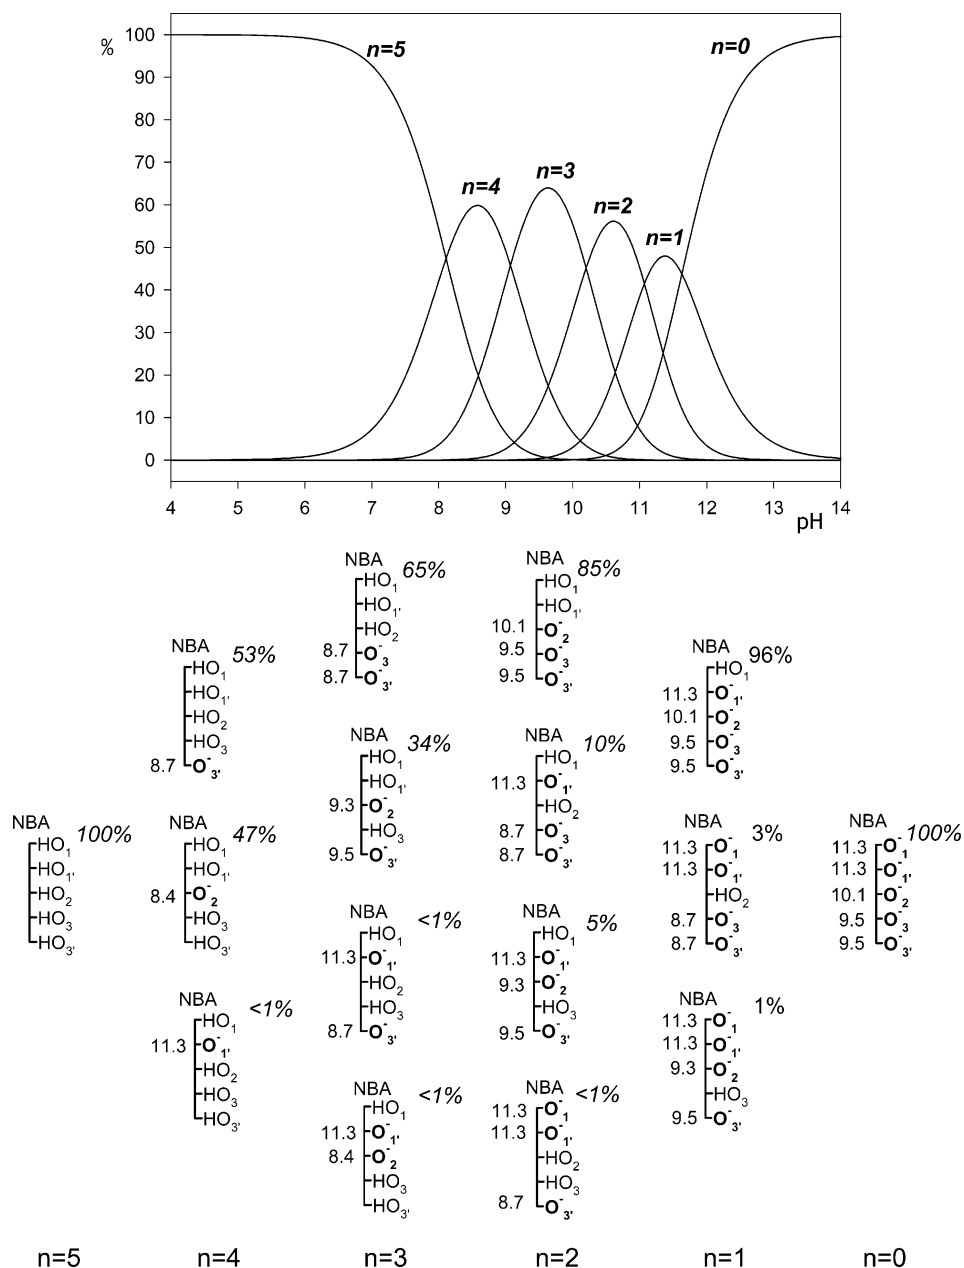 % 100
90
80
70
60
50
40
30
20
10
0
n=5
n=4
n=3
n=2
n=1
n=0
4 5 6 7 8 9 10 11 12 13 14
pH
NBA 65%
HO1
HO1'
HO2
8.7 O-3
8.7 O-3'
NBA 85%
HO1
HO1'
10.1 O-2
9.5 O-3
9.5 O-3'
NBA 53%
HO1
HO1'
HO2
HO3
8.7 O-3'
NBA 96%
HO1
11.3 O-1'
10.1 O-2
9.5 O-3
9.5 O-3'
NBA 34%
HO1
HO1'
9.3 O-2
HO3
9.5 O-3'
NBA 10%
HO1
11.3 O-1'
HO2
8.7 O-3
8.7 O-3'
NBA 100%
HO1
HO1'
HO2
HO3
HO3'
NBA 47%
HO1
HO1'
8.4 O-2
HO3
HO3'
NBA 3%
11.3 O-1
11.3 O-1'
HO2
8.7 O-3
8.7 O-3'
NBA 100%
11.3 O-1
11.3 O-1'
10.1 O-2
9.5 O-3
9.5 O-3'
NBA <1%
HO1
11.3 O-1'
HO2
HO3
8.7 O-3'
NBA 5%
HO1
11.3 O-1'
9.3 O-2
HO3
9.5 O-3'
NBA <1%
HO1
11.3 O-1'
HO2
HO3
HO3'
NBA 1%
11.3 O-1
11.3 O-1'
9.3 O-2
HO3
9.5 O-3'
NBA <1%
HO1
11.3 O-1'
8.4 O-2
HO3
HO3'
NBA <1%
11.3 O-1
11.3 O-1'
HO2
HO3
8.7 O-3'
n=5 n=4 n=3 n=2 n=1 n=0